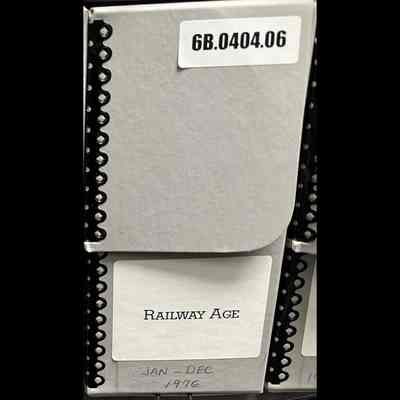 6B.0404.06
RAILWAY AGE
JAN - DEC
1976